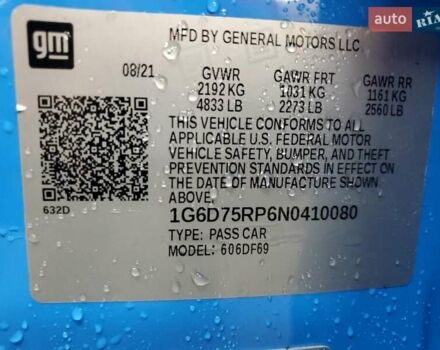 gm
MFD BY GENERAL MOTORS LLC
08/21 GVWR GAWR FRT GAWR RR
2192 KG 1031 KG 1161 KG
4833 LB 2273 LB 2560 LB
THIS VEHICLE CONFORMS TO ALL
APPLICABLE U.S. FEDERAL MOTOR
VEHICLE SAFETY, BUMPER, AND THEFT
PREVENTION STANDARDS IN EFFECT ON
THE DATE OF MANUFACTURE SHOWN
ABOVE.
632D
1G6D75RP6N0410080
TYPE: PASS CAR
MODEL: 606DF69
RIA